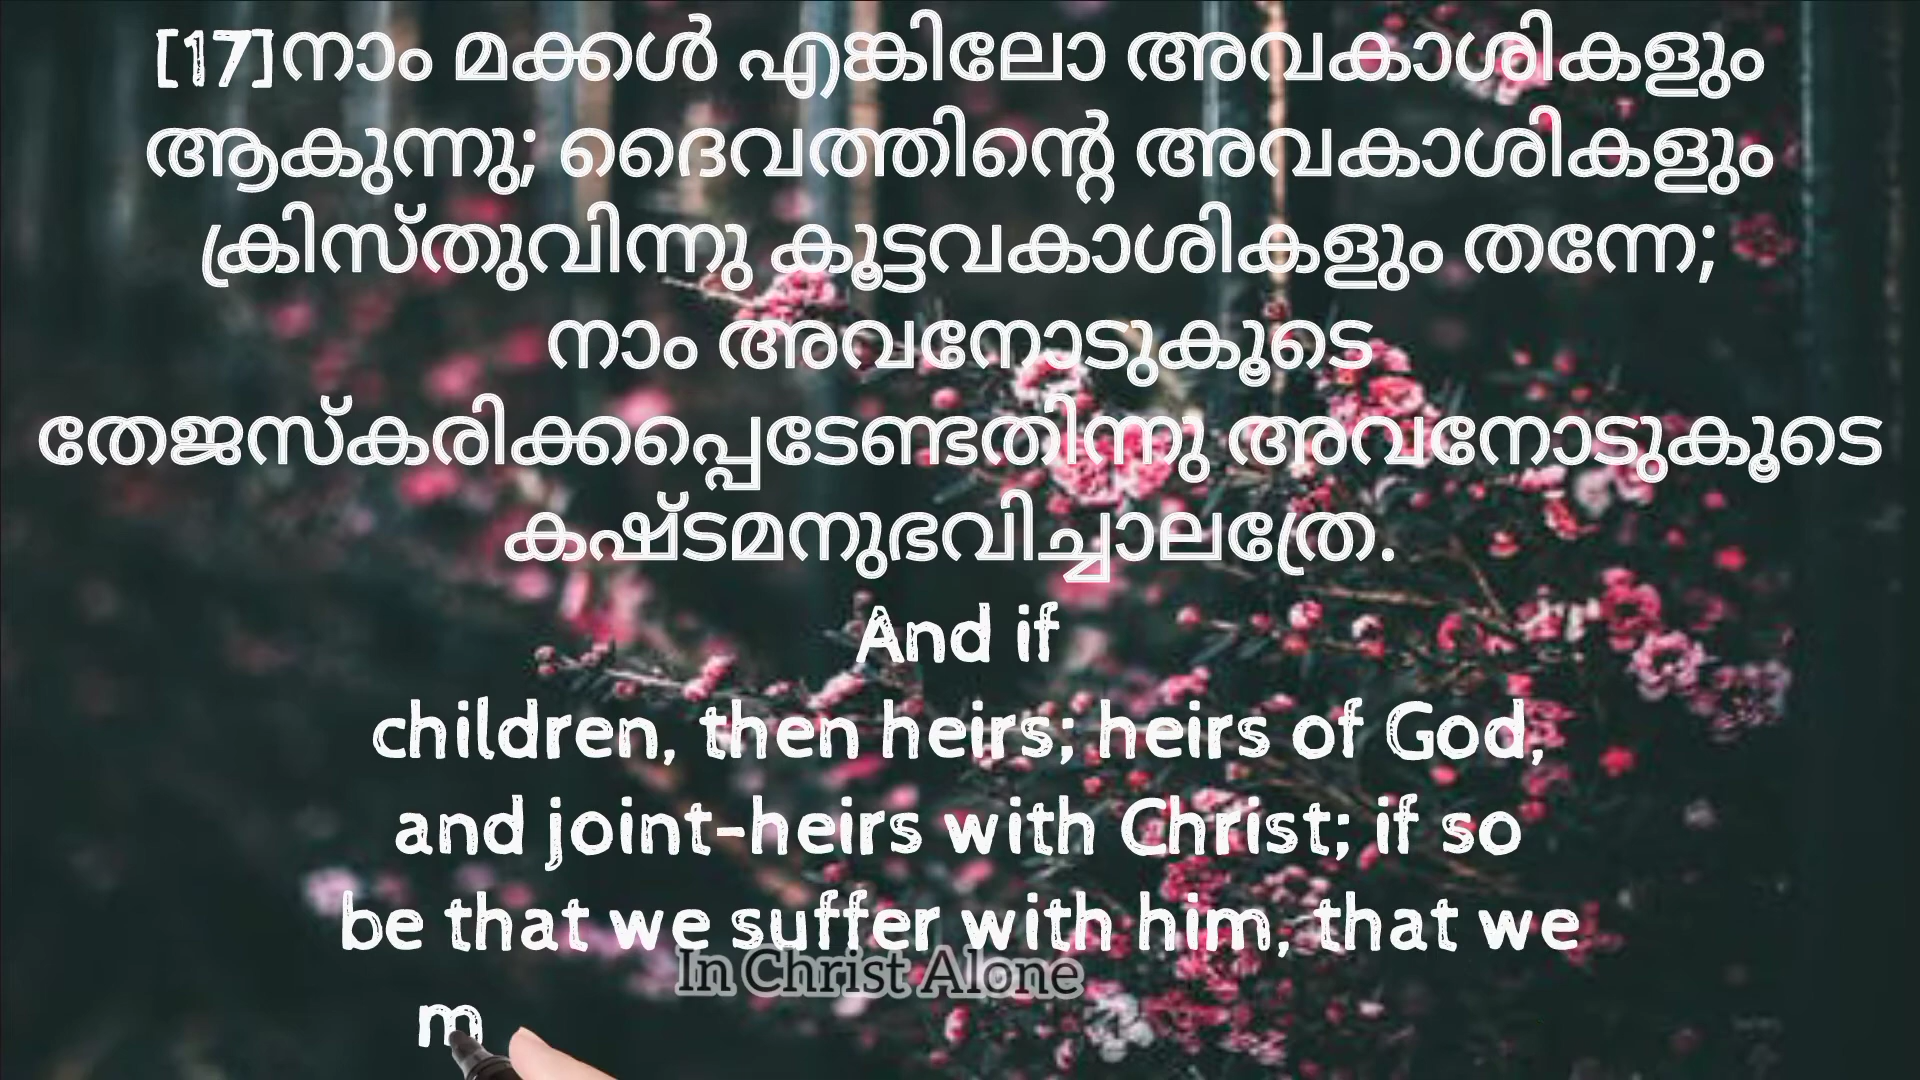 [17]നാം മക്കൾ എങ്കിലോ അവകാശികളും
ആകുന്നു; ദൈവത്തിന്റെ അവകാശികളും
ക്രിസ്തുവിന്നു കൂട്ടവകാശികളും തന്നേ;
നാം അവനോടുകൂടെ
തേജസ്കരിക്കപ്പെടേണ്ടതിന്നു അവനോടുകൂടെ
കഷ്ടമനുഭവിച്ചാലത്രേ.
And if
children, then heirs; heirs of God,
and joint-heirs with Christ; if so
be that we suffer with him, that we
In Christ Alone
m